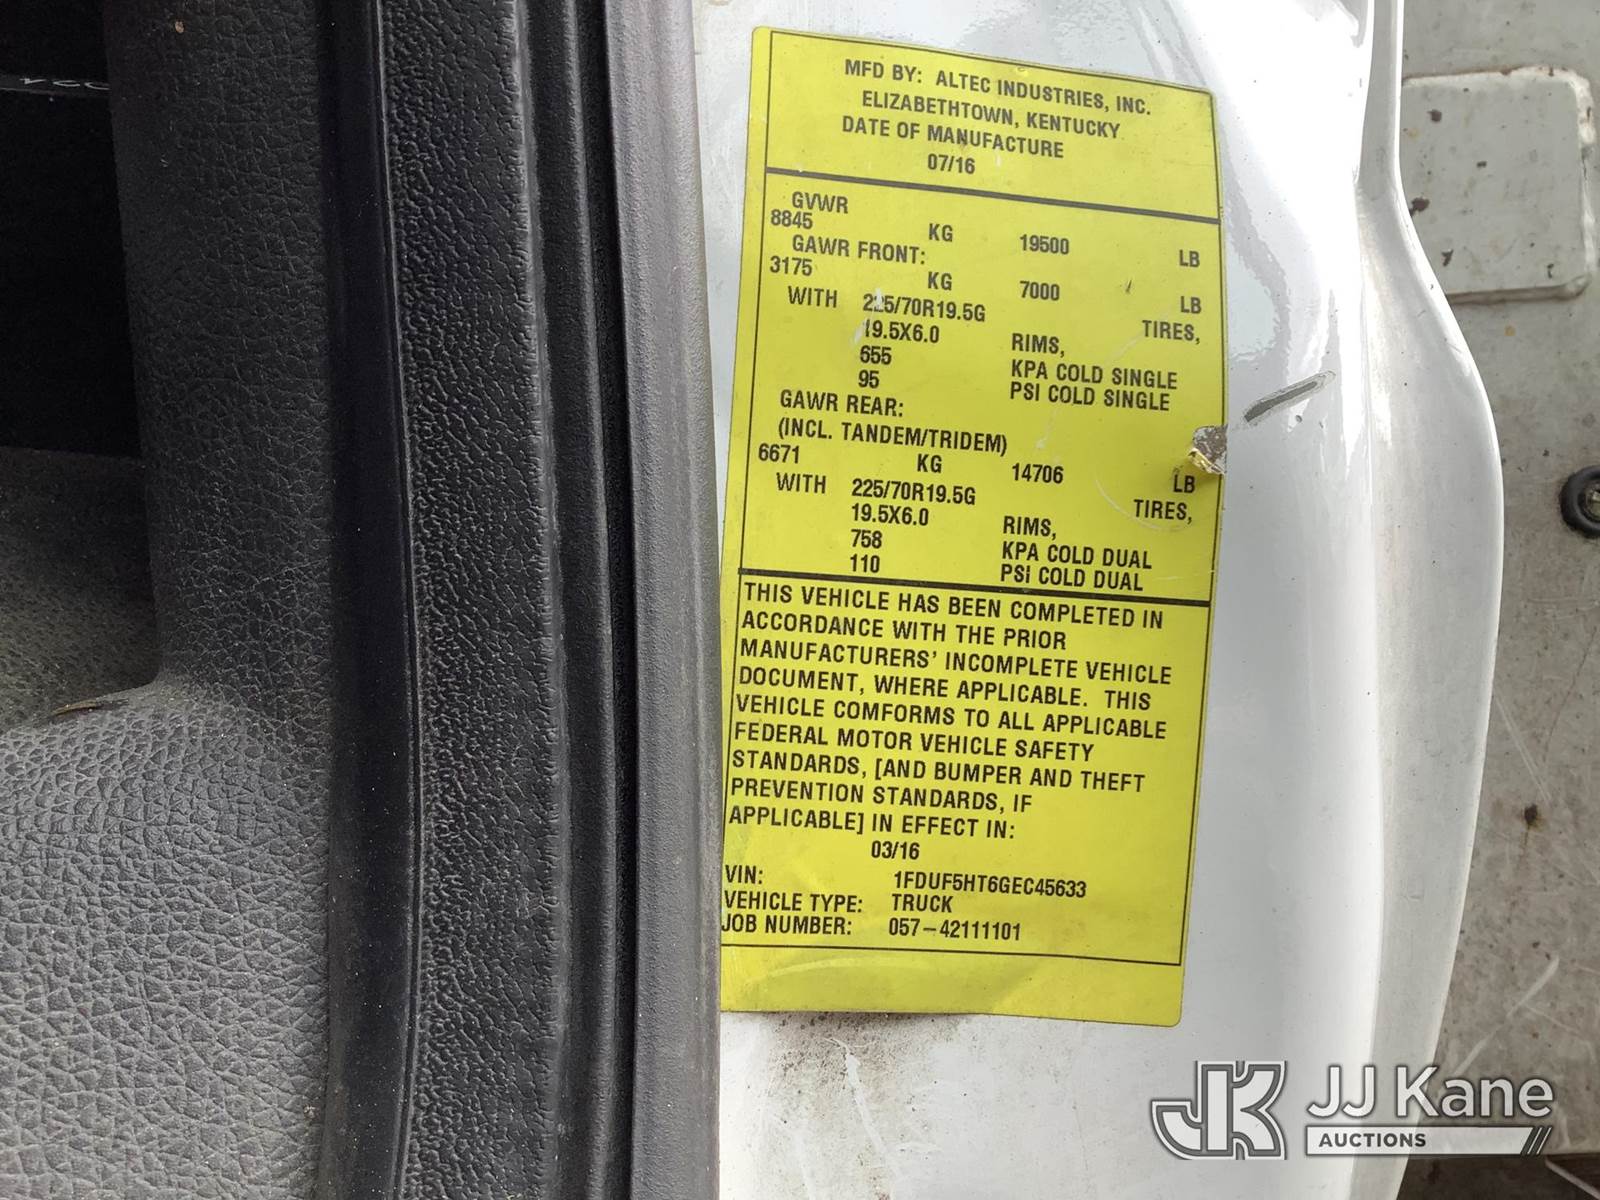 MFD BY: ALTEC INDUSTRIES, INC.
ELIZABETHTOWN, KENTUCKY
DATE OF MANUFACTURE
07/16
GVWR
8845 KG 19500 LB
GAWR FRONT:
3175 KG 7000 LB
WITH 225/70R19.5G TIRES,
19.5X6.0 RIMS,
655 KPA COLD SINGLE
95 PSI COLD SINGLE
GAWR REAR:
(INCL. TANDEM/TRIDEM)
6671 KG 14706 LB
WITH 225/70R19.5G TIRES,
19.5X6.0 RIMS,
758 KPA COLD DUAL
110 PSI COLD DUAL
THIS VEHICLE HAS BEEN COMPLETED IN
ACCORDANCE WITH THE PRIOR
MANUFACTURERS' INCOMPLETE VEHICLE
DOCUMENT, WHERE APPLICABLE. THIS
VEHICLE COMFORMS TO ALL APPLICABLE
FEDERAL MOTOR VEHICLE SAFETY
STANDARDS, [AND BUMPER AND THEFT
PREVENTION STANDARDS, IF
APPLICABLE] IN EFFECT IN:
03/16
VIN: 1FDUF5HT6GEC45633
VEHICLE TYPE: TRUCK
JOB NUMBER: 057-42111101
JK JJ Kane
AUCTIONS